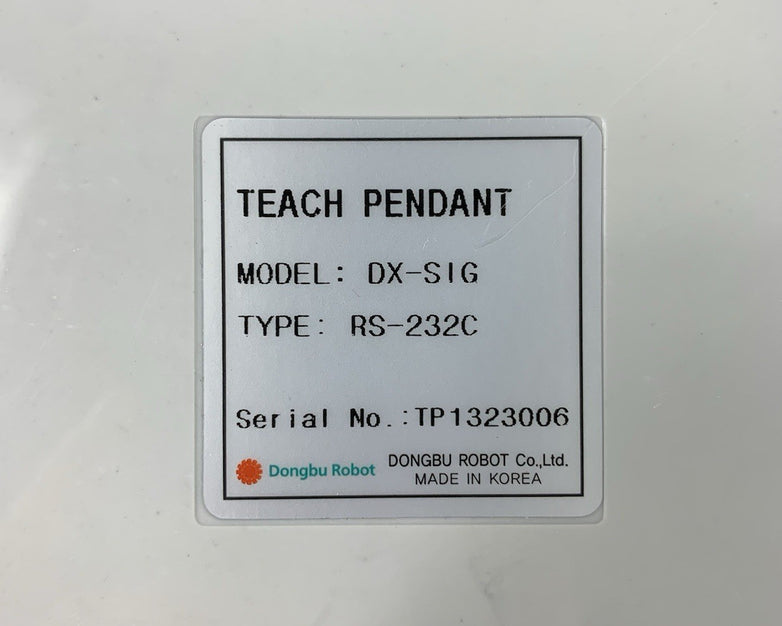 TEACH PENDANT
MODEL: DX-SIG
TYPE: RS-232C
Serial No.:TP1323006
Dongbu Robot
DONGBU ROBOT Co.,Ltd.
MADE IN KOREA